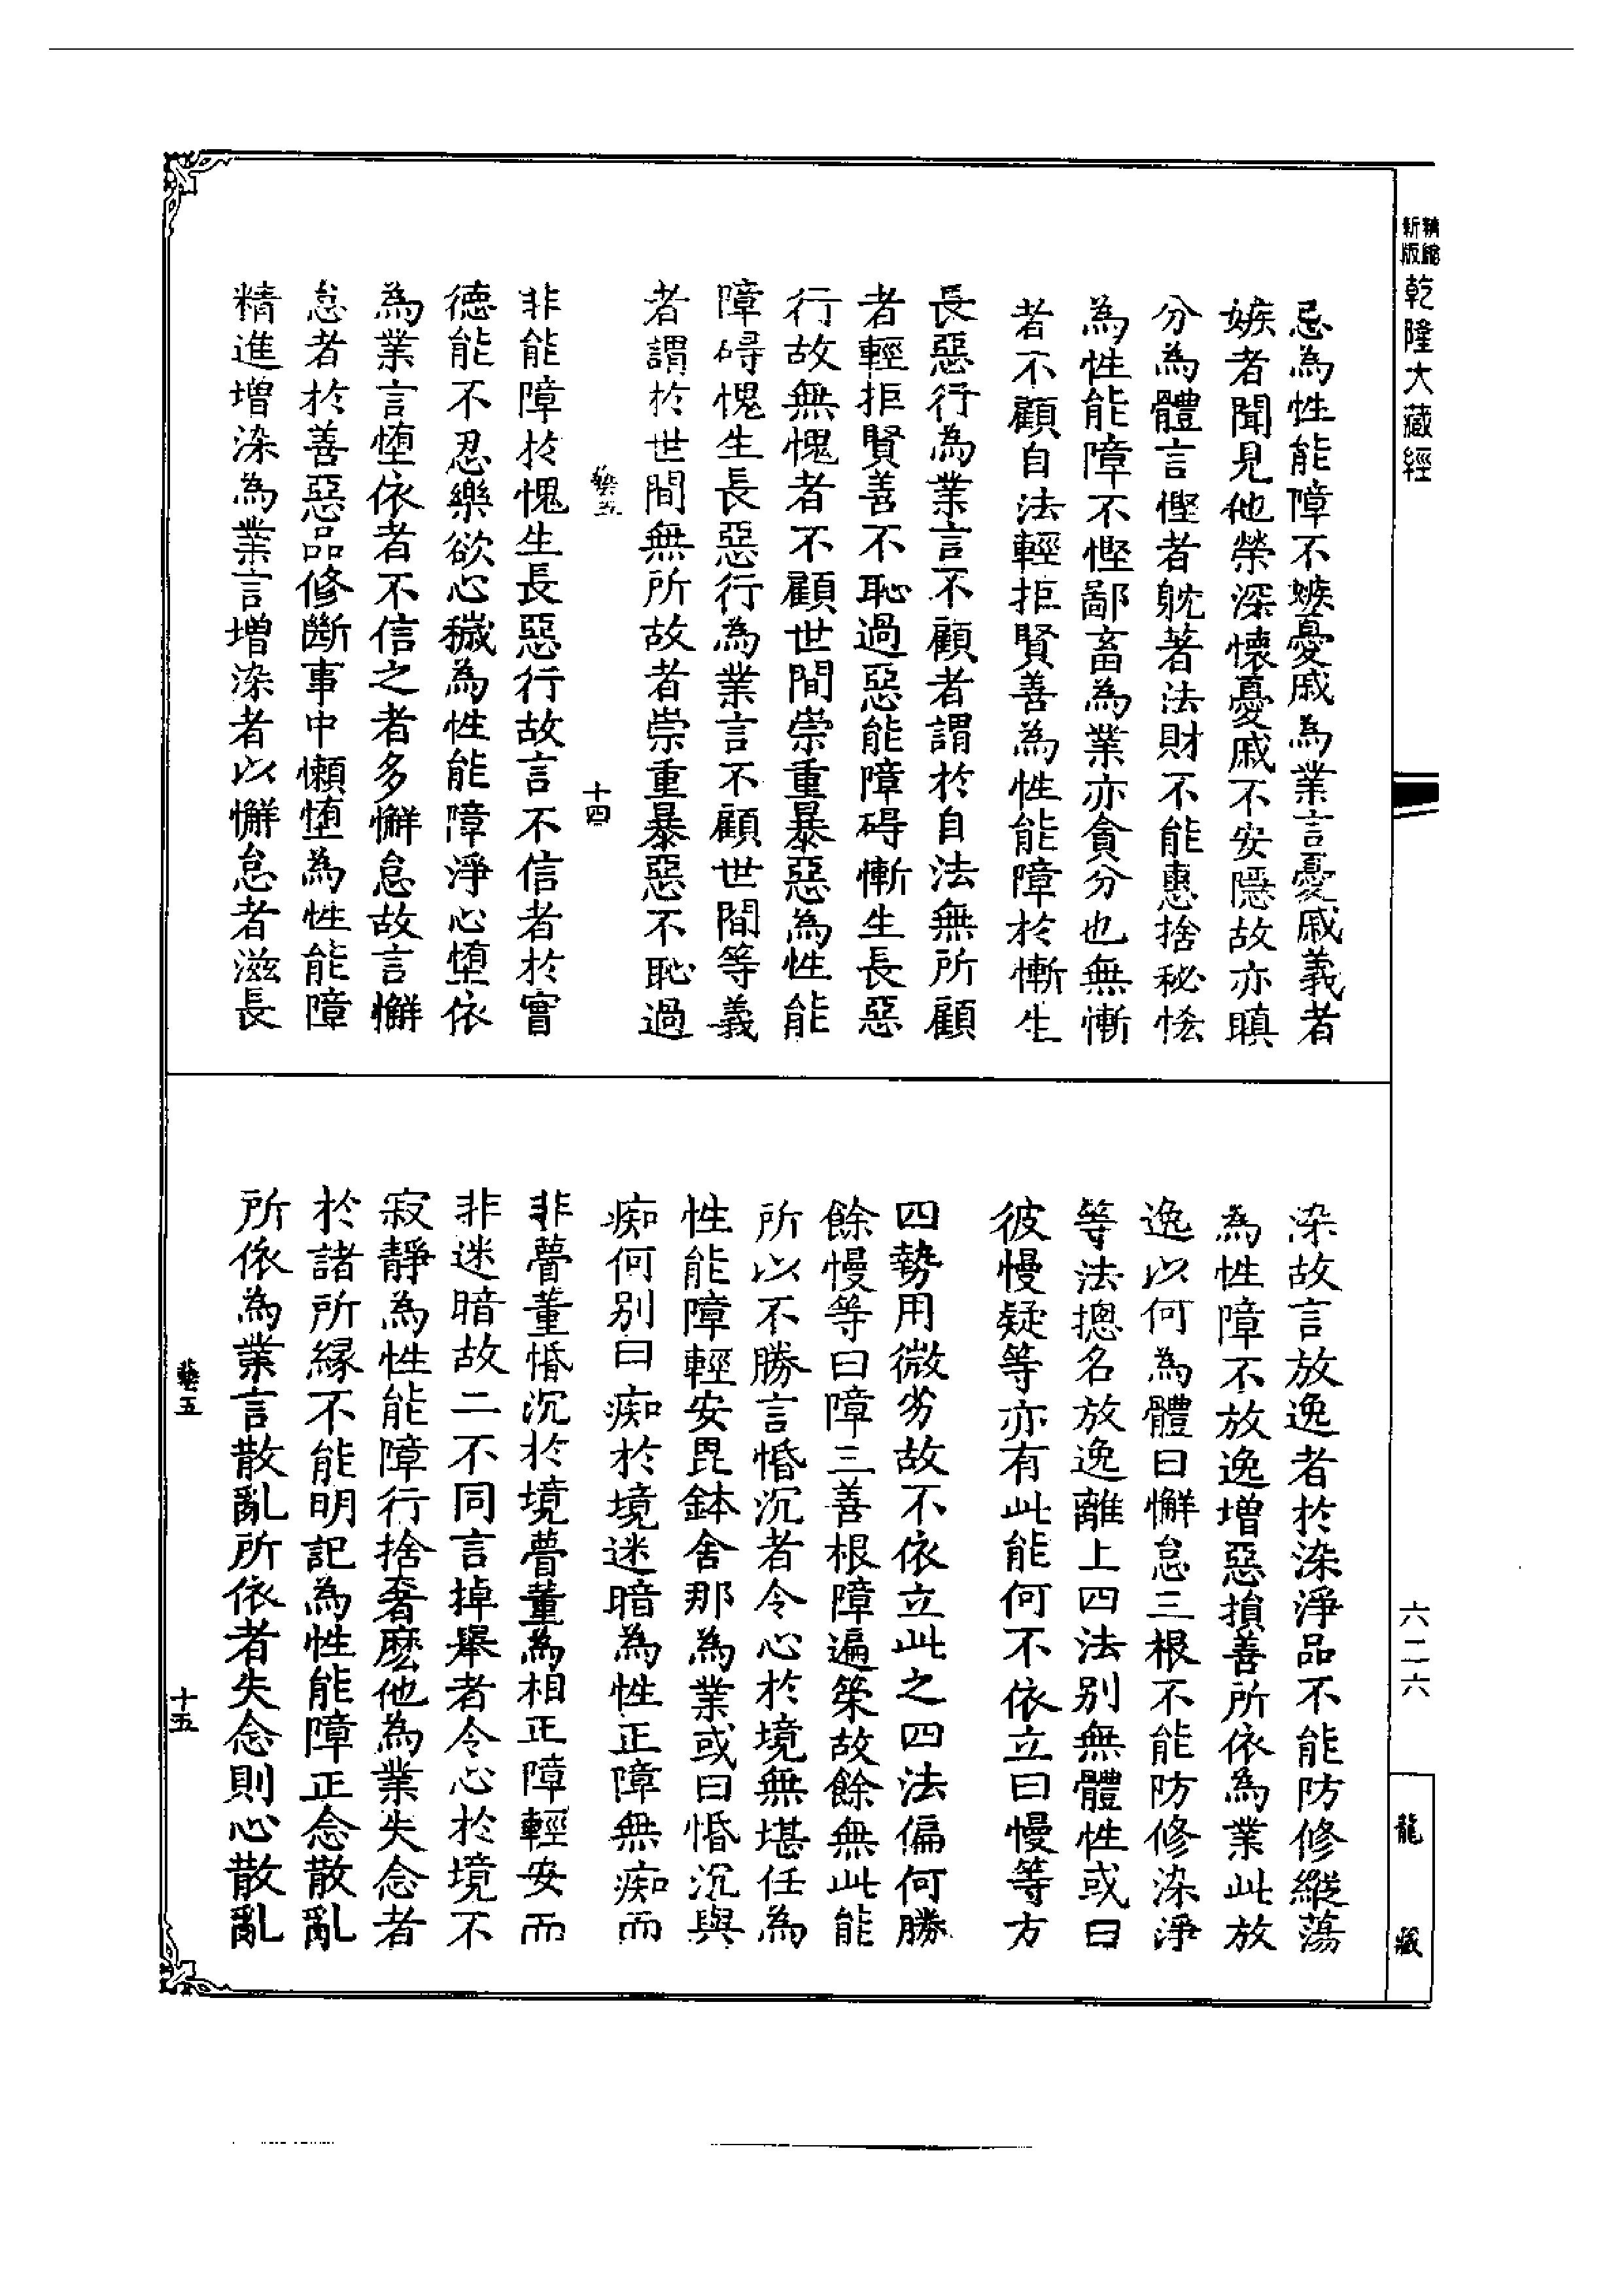 精縮新版
乾隆大藏經
忌為性能障不嫉憂戚為業言憂戚義者
嫉者聞見他榮深懷憂戚不安隱故亦瞋
分為體言慳者躭著法財不能惠捨秘恡
為性能障不慳鄙畜為業亦貪分也無慚
者不顧自法輕拒賢善為性能障於慚生
長惡行為業言不顧者謂於自法無所顧
者輕拒賢善不恥過惡能障礙慚生長惡
行故無愧者不顧世間崇重暴惡為性能
障礙愧生長惡行為業言不顧世間等義
者謂於世間無所故者崇重暴惡不恥過
五
十四
非能障於愧生長惡行故言不信者於實
德能不忍樂欲心穢為性能障淨心墮依
為業言墮依者不信之者多懈怠故言懈
怠者於善惡品修斷事中懶墮為性能障
精進增染為業言增染者以懈怠者滋長
染故言放逸者於染淨品不能防修縱蕩
為性障不放逸增惡損善所依為業此放
逸以何為體曰懈怠三根不能防修染淨
等法摠名放逸離上四法別無體性或曰
彼慢疑等亦有此能何不依立曰慢等方
四勢用微劣故不依立此之四法偏何勝
餘慢等曰障三善根障遍策故餘無此能
所以不勝言惛沉者令心於境無堪任為
性能障輕安毘鉢舍那為業或曰惛沉與
痴何別曰痴於境迷暗為性正障無痴而
非瞢董惛沉於境瞢董為相正障輕安而
非迷暗故二不同言掉舉者令心於境不
寂靜為性能障行捨奢麽他為業失念者
於諸所緣不能明記為性能障正念散亂
所依為業言散亂所依者失念則心散亂
五
十五
六二六
龍藏